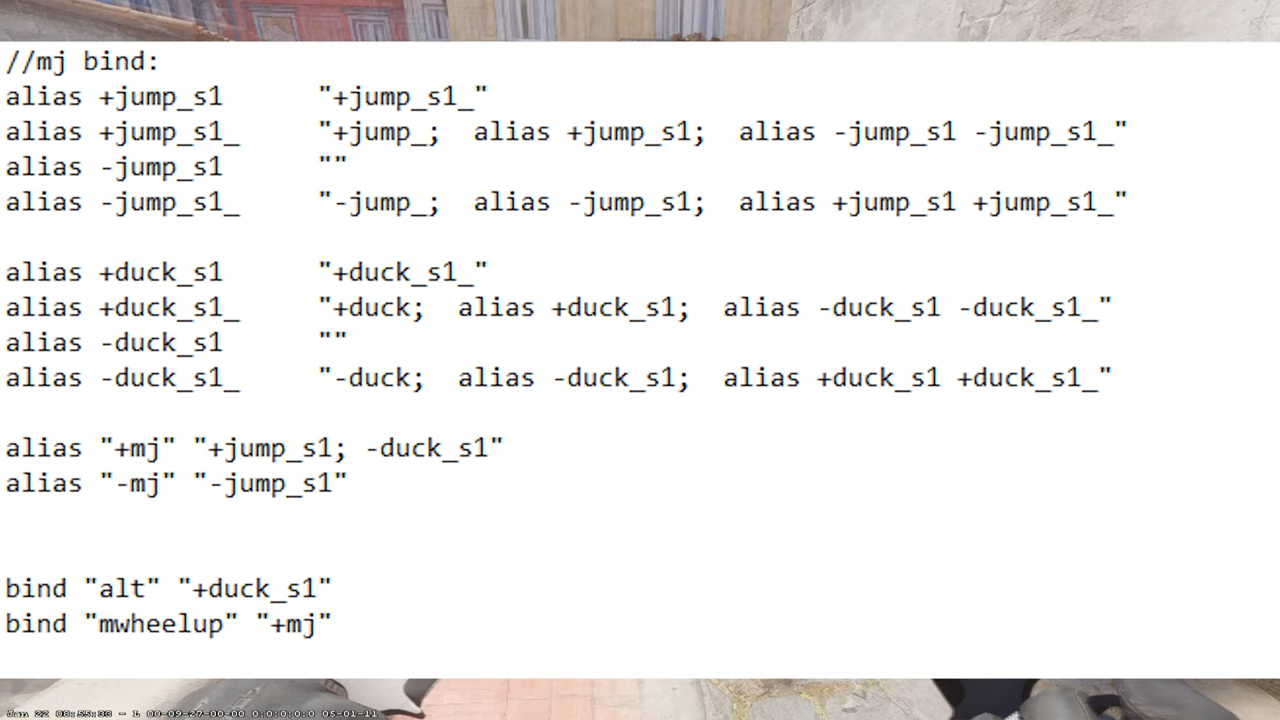 //mj bind:
alias +jump_s1 "+jump_s1_"
alias +jump_s1_ "+jump_; alias +jump_s1; alias -jump_s1 -jump_s1_"
alias -jump_s1 ""
alias -jump_s1_ "-jump_; alias -jump_s1; alias +jump_s1 +jump_s1_"
alias +duck_s1 "+duck_s1_"
alias +duck_s1_ "+duck; alias +duck_s1; alias -duck_s1 -duck_s1_"
alias -duck_s1 ""
alias -duck_s1_ "-duck; alias -duck_s1; alias +duck_s1 +duck_s1_"
alias "+mj" "+jump_s1; -duck_s1"
alias "-mj" "-jump_s1"
bind "alt" "+duck_s1"
bind "mwheelup" "+mj"
Jan 22